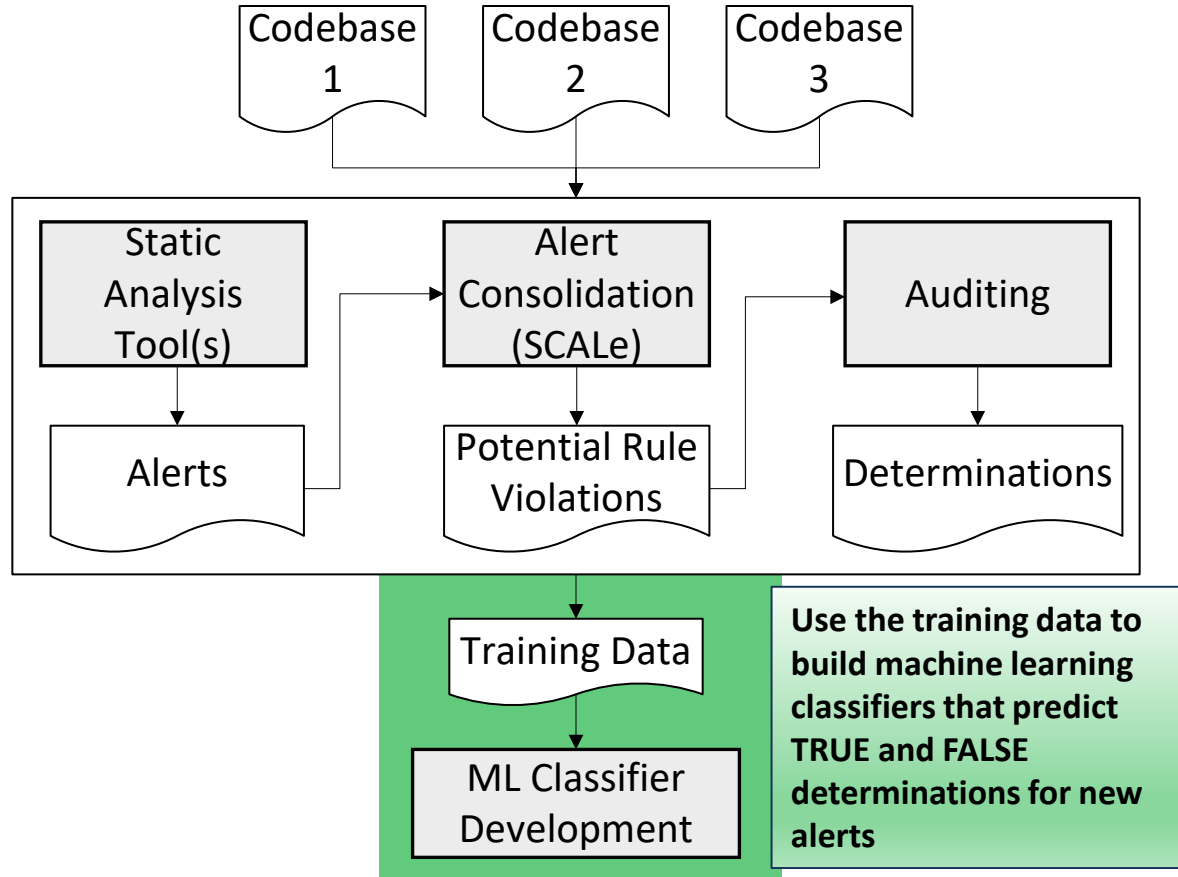 Codebase
1
Codebase
2
Codebase
3
Static
Analysis
Tool(s)
Alert
Consolidation
(SCALe)
Auditing
Alerts
Potential Rule
Violations
Determinations
Training Data
ML Classifier
Development
Use the training data to
build machine learning
classifiers that predict
TRUE and FALSE
determinations for new
alerts